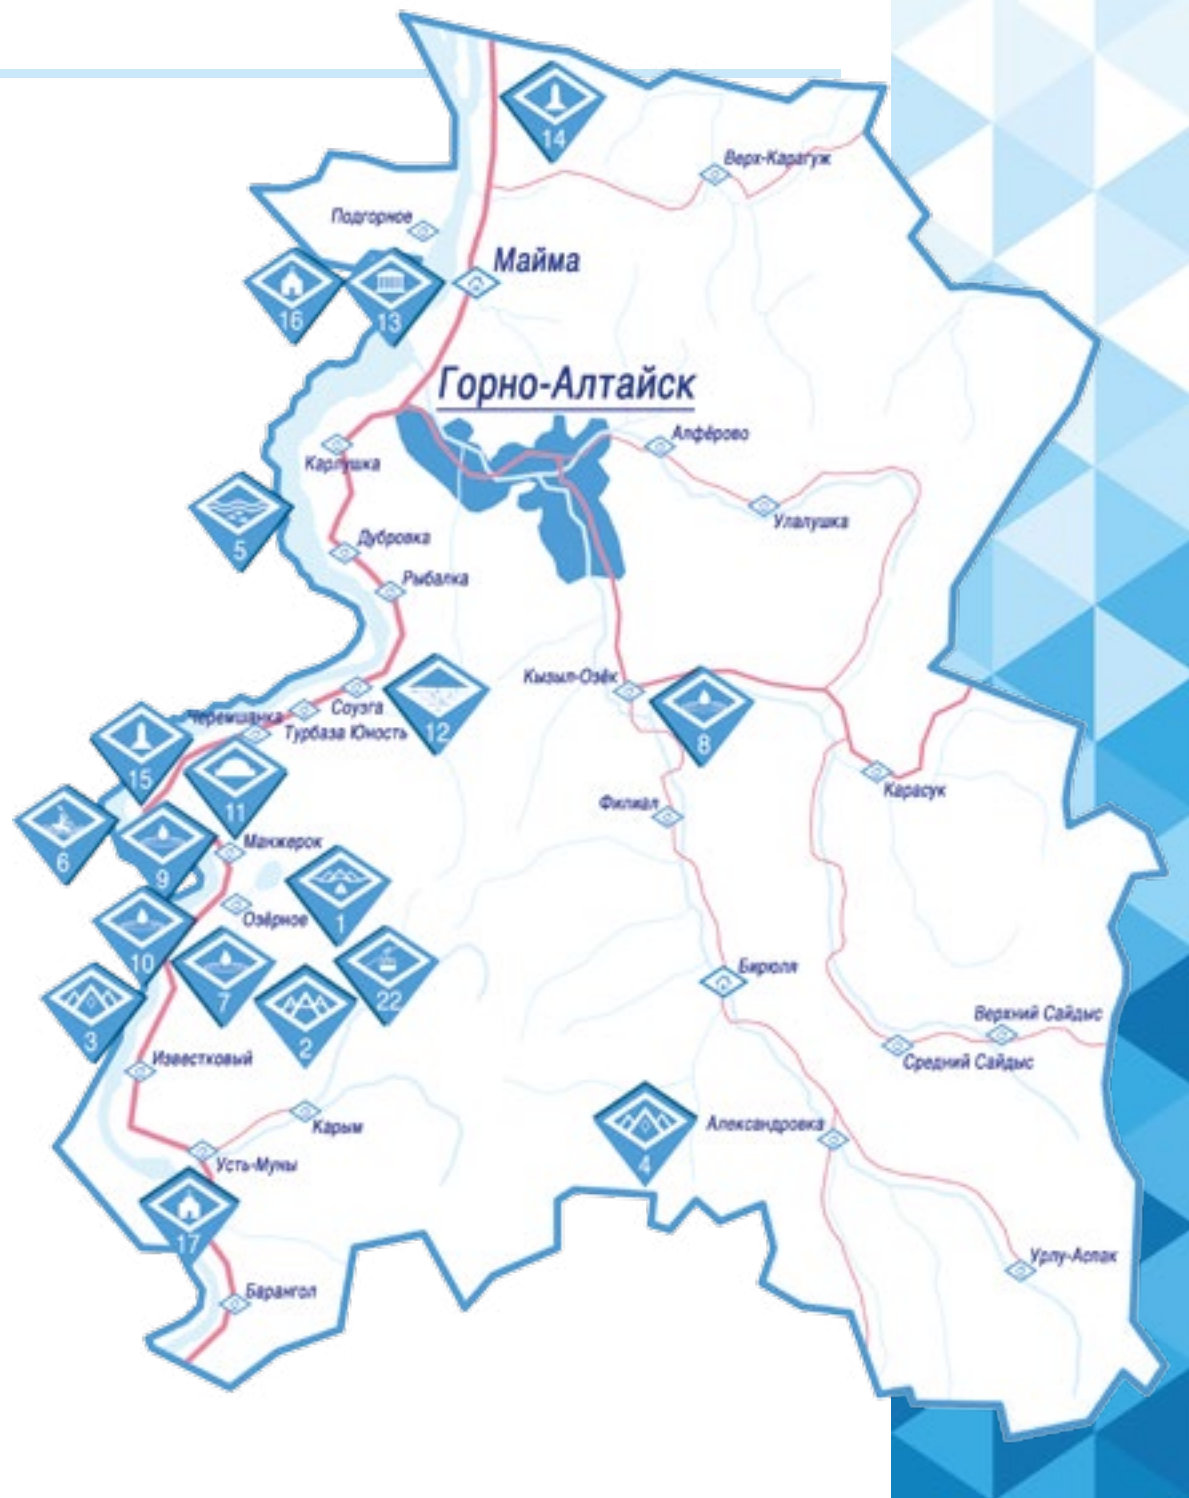 14
Верх-Карагуж
Подгорное
Майма
16
13
Горно-Алтайск
Алфёрово
Карлушка
Улалушка
5
Дубровка
Рыбалка
Кызыл-Озёк
Соузга
Черемшанка
Турбаза Юность
12
8
15
11
Карасук
Филиал
6
Манжерок
9
Озёрное
1
10
7
22
Бирюля
3
2
Верхний Сайдыс
Известковый
Средний Сайдыс
Карым
Александровка
4
Усть-Муны
17
Урлу-Аспак
Барангол